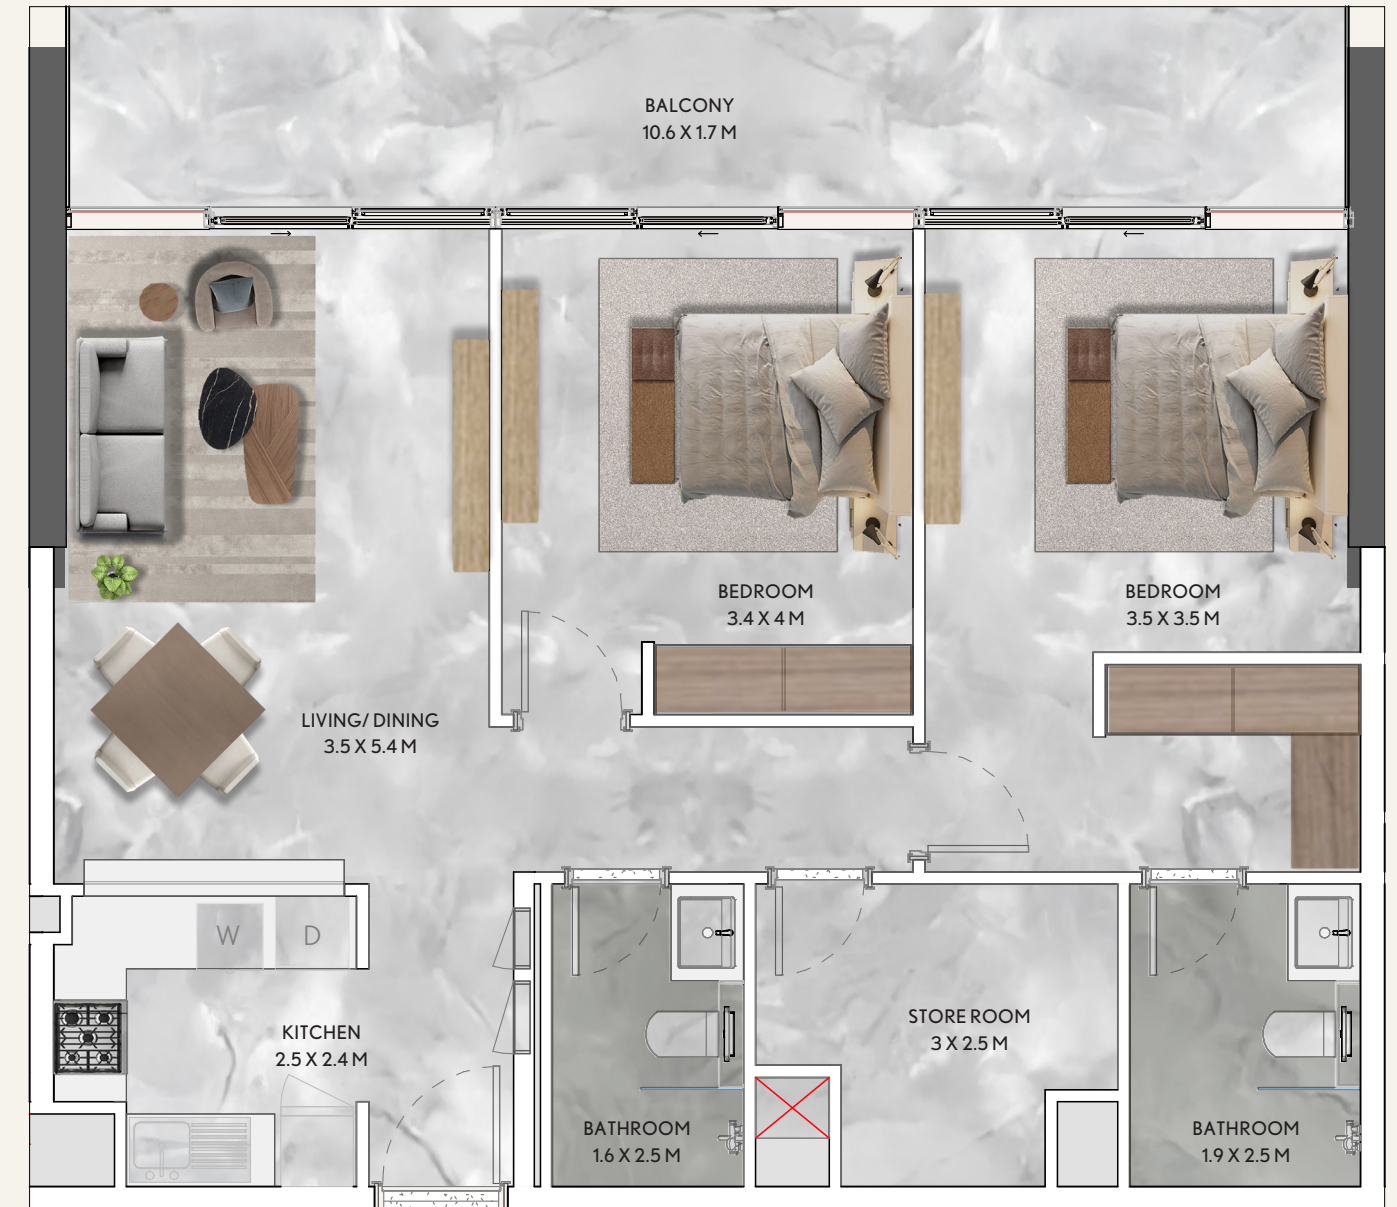 BALCONY
10.6 X 1.7 M
BEDROOM
3.4 X 4 M
BEDROOM
3.5 X 3.5 M
LIVING/ DINING
3.5 X 5.4 M
W
D
KITCHEN
2.5 X 2.4 M
STORE ROOM
3 X 2.5 M
BATHROOM
1.6 X 2.5 M
BATHROOM
1.9 X 2.5 M